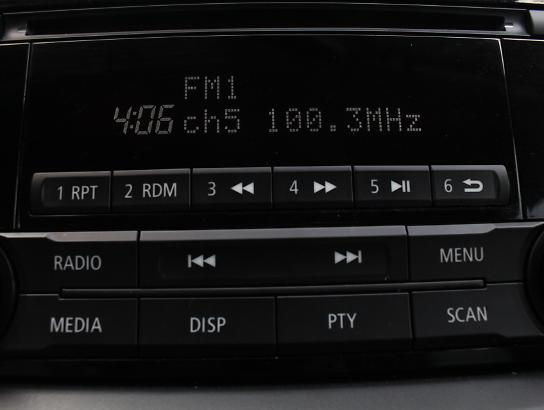 FM1
4:06 ch5 100.3MHz
1 RPT 2 RDM 3 4 5 6
RADIO MENU
MEDIA DISP PTY SCAN